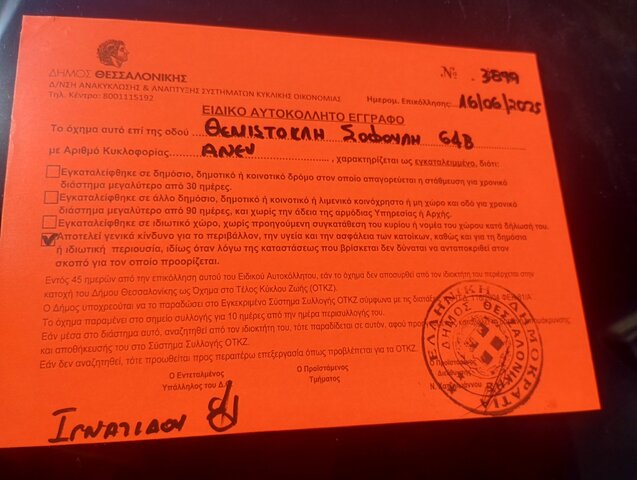 ΔΗΜΟΣ ΘΕΣΣΑΛΟΝΙΚΗΣ
Δ/ΝΣΗ ΑΝΑΚΥΚΛΩΣΗΣ & ΑΝΑΠΤΥΞΗΣ ΣΥΣΤΗΜΑΤΩΝ ΚΥΚΛΙΚΗΣ ΟΙΚΟΝΟΜΙΑΣ
Τηλ. Κέντρο: 8001115192
№ 3899
Ημερομ. Επικόλλησης: 16/06/2025
ΕΙΔΙΚΟ ΑΥΤΟΚΟΛΛΗΤΟ ΕΓΓΡΑΦΟ
Το όχημα αυτό επί της οδού ΘΕΜΙΣΤΟΚΛΗ ΣΟΦΟΥΛΗ 64Β
με Αριθμό Κυκλοφορίας ΑΝΕΥ, χαρακτηρίζεται ως εγκαταλειμμένο, διότι:
Εγκαταλείφθηκε σε δημόσιο, δημοτικό ή κοινοτικό δρόμο στον οποίο απαγορεύεται η στάθμευση για χρονικό
διάστημα μεγαλύτερο από 30 ημέρες.
Εγκαταλείφθηκε σε άλλο δημόσιο, δημοτικό ή κοινοτικό ή λιμενικό κοινόχρηστο ή μη χώρο και οδό για χρονικό
διάστημα μεγαλύτερο από 90 ημέρες, και χωρίς την άδεια της αρμόδιας Υπηρεσίας ή Αρχής.
Εγκαταλείφθηκε σε ιδιωτικό χώρο, χωρίς προηγούμενη συγκατάθεση του κυρίου ή νομέα του χώρου κατά δήλωσή του.
Αποτελεί γενικά κίνδυνο για το περιβάλλον, την υγεία και την ασφάλεια των κατοίκων, καθώς και για τη δημόσια
ή ιδιωτική περιουσία, ιδίως όταν λόγω της καταστάσεως που βρίσκεται δεν δύναται να ανταποκριθεί στον
σκοπό για τον οποίο προορίζεται.
Εντός 45 ημερών από την επικόλληση αυτού του Ειδικού Αυτοκόλλητου, εάν το όχημα δεν αποσυρθεί από τον ιδιοκτήτη του περιέρχεται στην
κατοχή του Δήμου Θεσσαλονίκης ως Όχημα στο Τέλος Κύκλου Ζωής (ΟΤΚΖ).
Ο Δήμος υποχρεούται να το παραδώσει στο Εγκεκριμένο Σύστημα Συλλογής ΟΤΚΖ σύμφωνα με τις
Το όχημα παραμένει στο σημείο συλλογής για 10 ημέρες από την ημέρα περισυλλογής του.
Εάν μέσα στο διάστημα αυτό, αναζητηθεί από τον ιδιοκτήτη του, τότε παραδίδεται σε αυτόν, αφού
και αποθήκευσής του στο Σύστημα Συλλογής ΟΤΚΖ.
Εάν δεν αναζητηθεί, τότε προωθείται προς περαιτέρω επεξεργασία όπως προβλέπεται για τα ΟΤΚΖ.
Ο Εντεταλμένος
Υπάλληλος του
Ο Προϊστάμενος
Τμήματος
ΙΓΝΑΤΙΔΟΥ
ΕΛΛΗΝΙΚΗ ΔΗΜΟΚΡΑΤΙΑ
ΔΗΜΟΣ ΘΕΣΣΑΛΟΝΙΚΗΣ